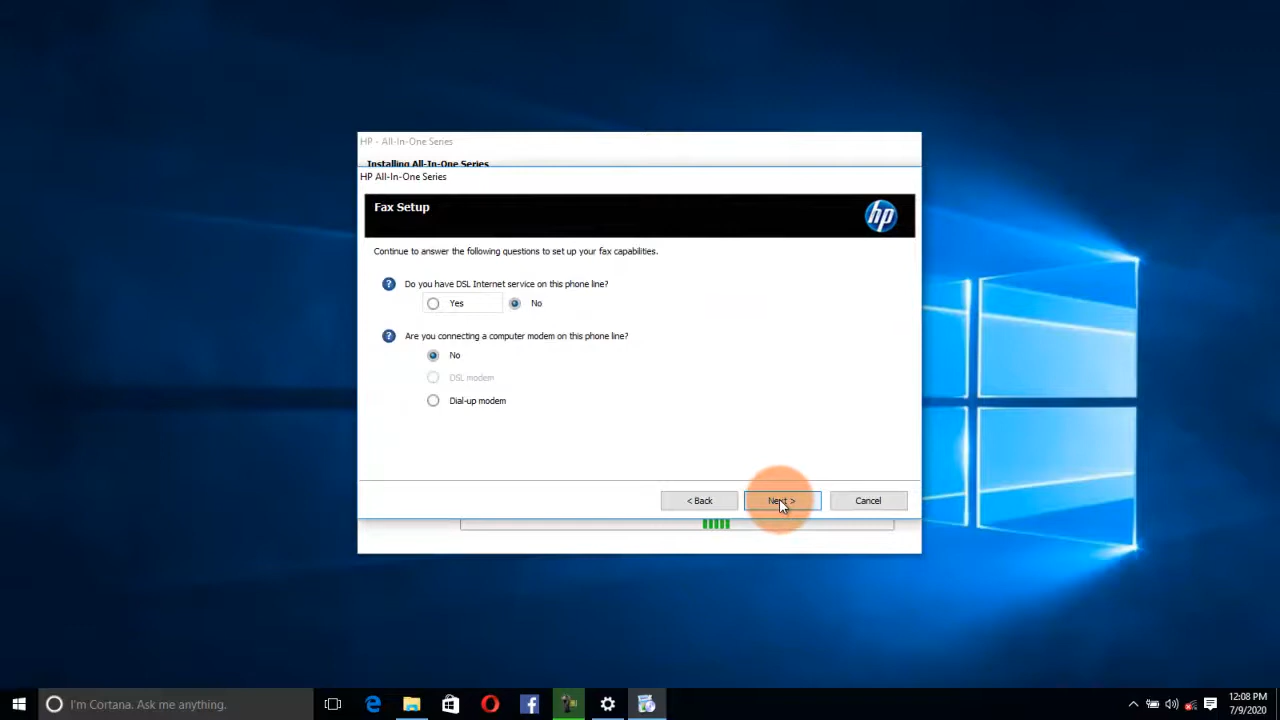 HP - All-In-One Series
Installing All-In-One Series
HP All-In-One Series
Fax Setup
hp
Continue to answer the following questions to set up your fax capabilities.
? Do you have DSL Internet service on this phone line?
Yes No
? Are you connecting a computer modem on this phone line?
No
DSL modem
Dial-up modem
< Back Next > Cancel
I'm Cortana. Ask me anything.
12:08 PM
7/9/2020